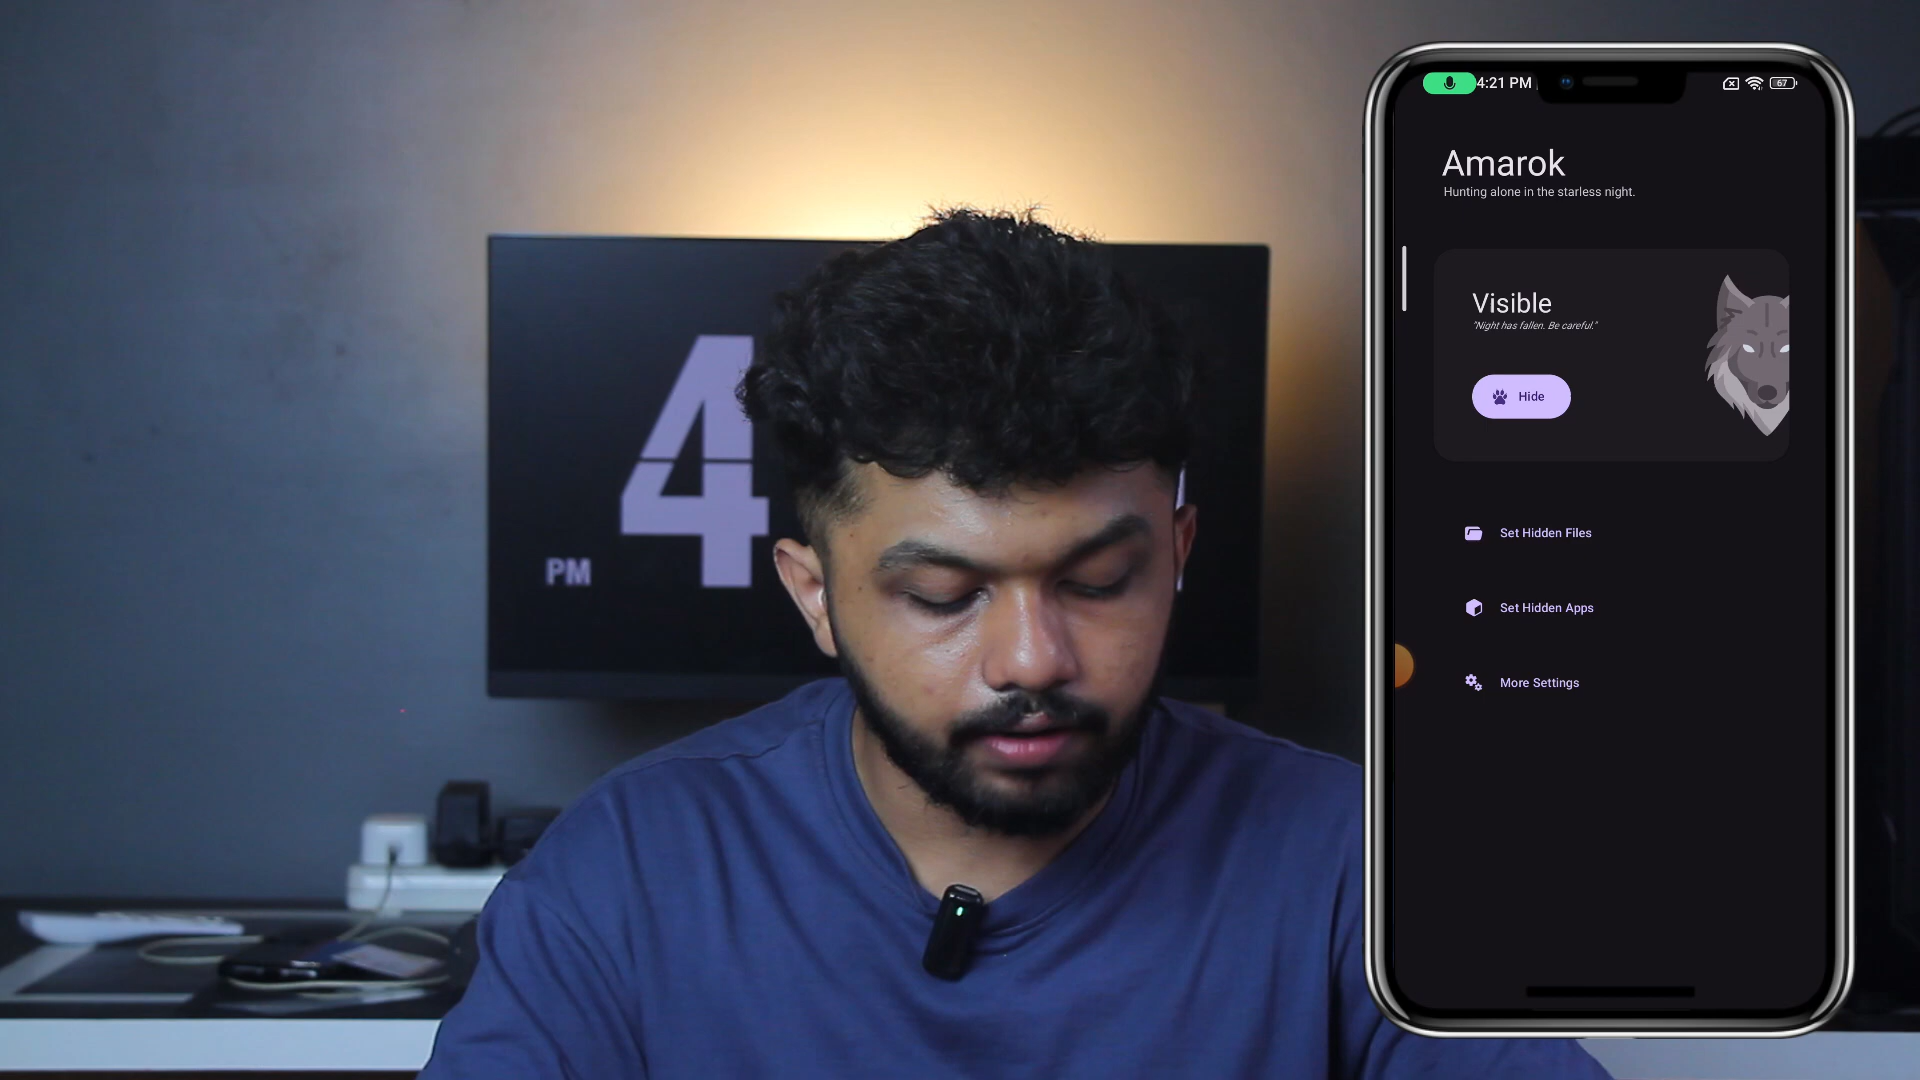 4
PM
4:21 PM
67
Amarok
Hunting alone in the starless night.
Visible
"Night has fallen. Be careful."
Hide
Set Hidden Files
Set Hidden Apps
More Settings